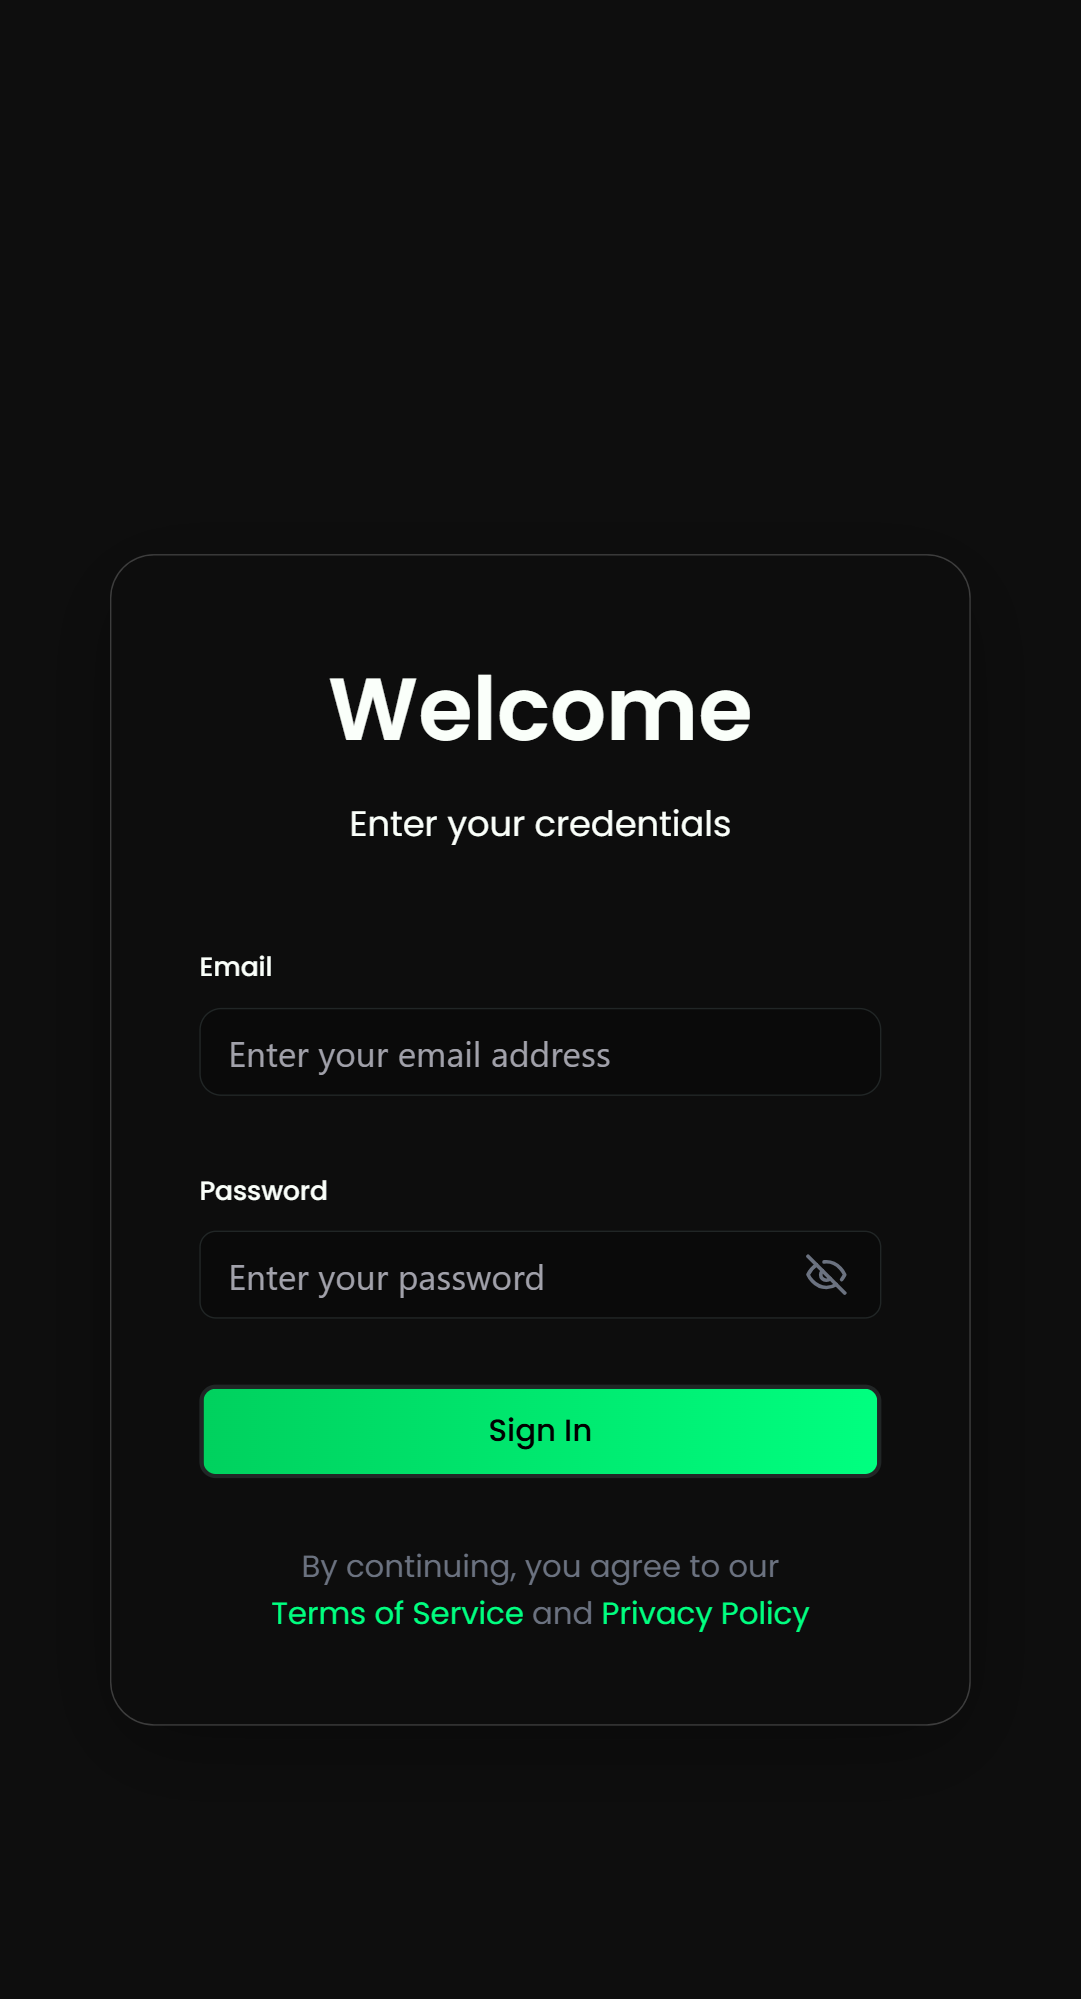 Welcome
Enter your credentials
Email
Enter your email address
Password
Enter your password
Sign In
By continuing, you agree to our
Terms of Service and Privacy Policy